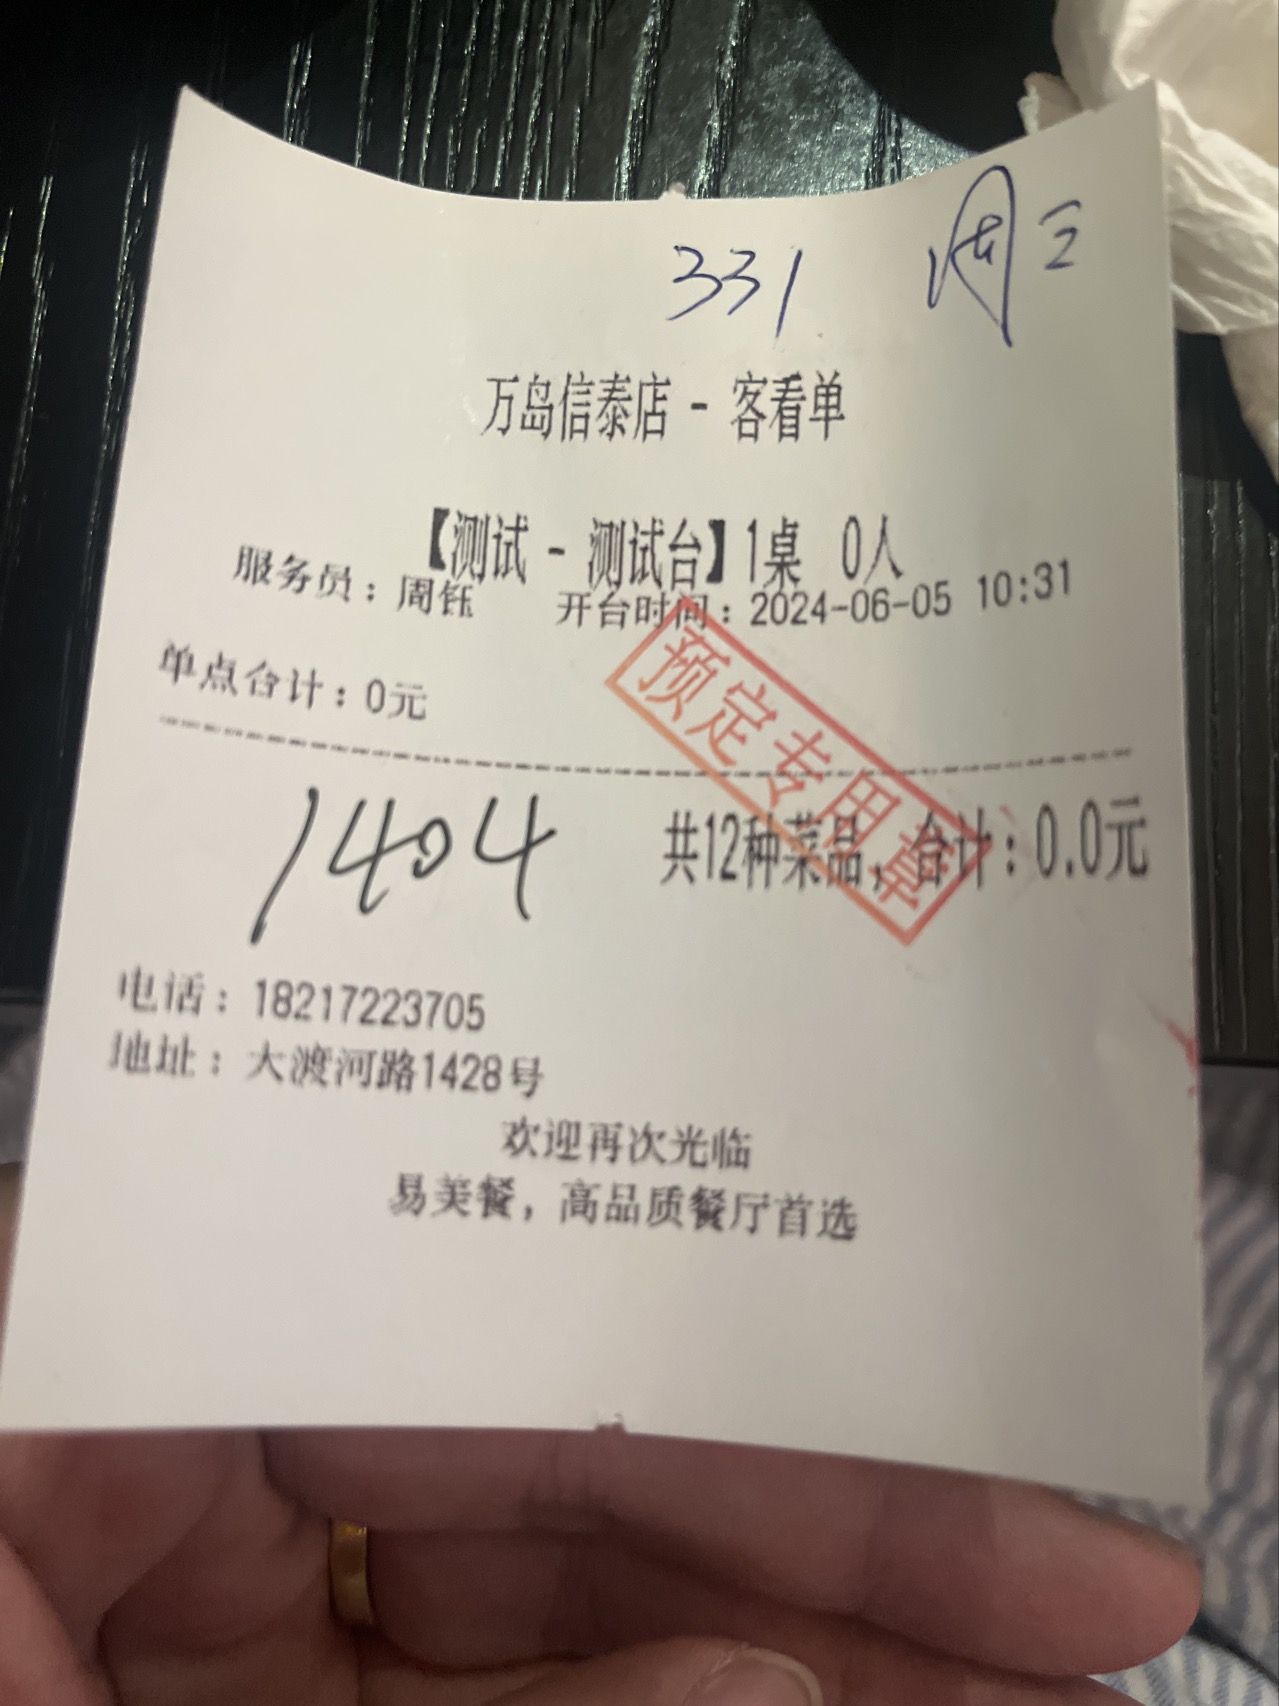 331 周三
万岛信泰店 - 客看单
【测试 - 测试台】1桌 0人
服务员：周钰 开台时间：2024-06-05 10:31
单点合计：0元
预定专用章
1404 共12种菜品，合计：0.0元
电话：18217223705
地址：大渡河路1428号
欢迎再次光临
易美餐，高品质餐厅首选